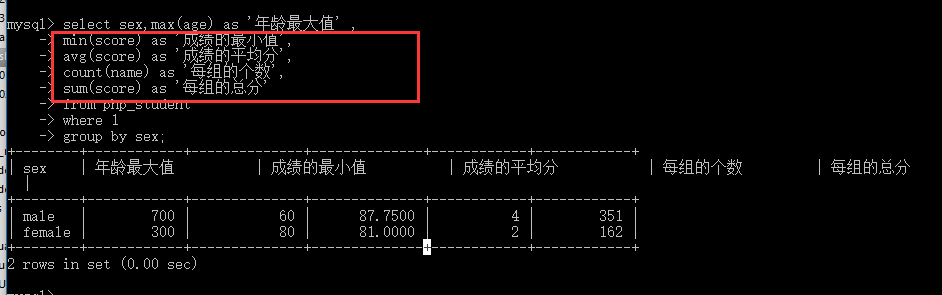 mysql> select sex,max(age) as '年龄最大值' ,
-> min(score) as '成绩的最小值',
-> avg(score) as '成绩的平均分',
-> count(name) as '每组的个数',
-> sum(score) as '每组的总分'
-> from php_student
-> where 1
-> group by sex;
| sex | 年龄最大值 | 成绩的最小值 | 成绩的平均分 | 每组的个数 | 每组的总分
|
| male | 700 | 60 | 87.7500 | 4 | 351 |
| female | 300 | 80 | 81.0000 | 2 | 162 |
2 rows in set (0.00 sec)
mysql>